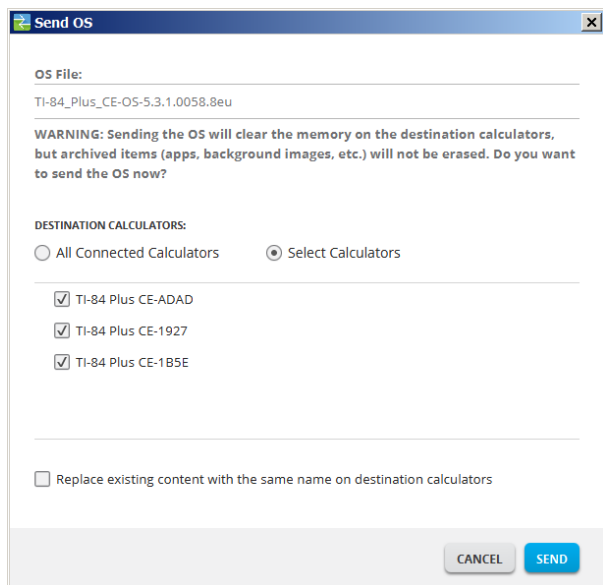 Send OS
OS File:
TI-84_Plus_CE-OS-5.3.1.0058.8eu
WARNING: Sending the OS will clear the memory on the destination calculators,
but archived items (apps, background images, etc.) will not be erased. Do you want
to send the OS now?
DESTINATION CALCULATORS:
All Connected Calculators Select Calculators
TI-84 Plus CE-ADAD
TI-84 Plus CE-1927
TI-84 Plus CE-1B5E
Replace existing content with the same name on destination calculators
CANCEL SEND